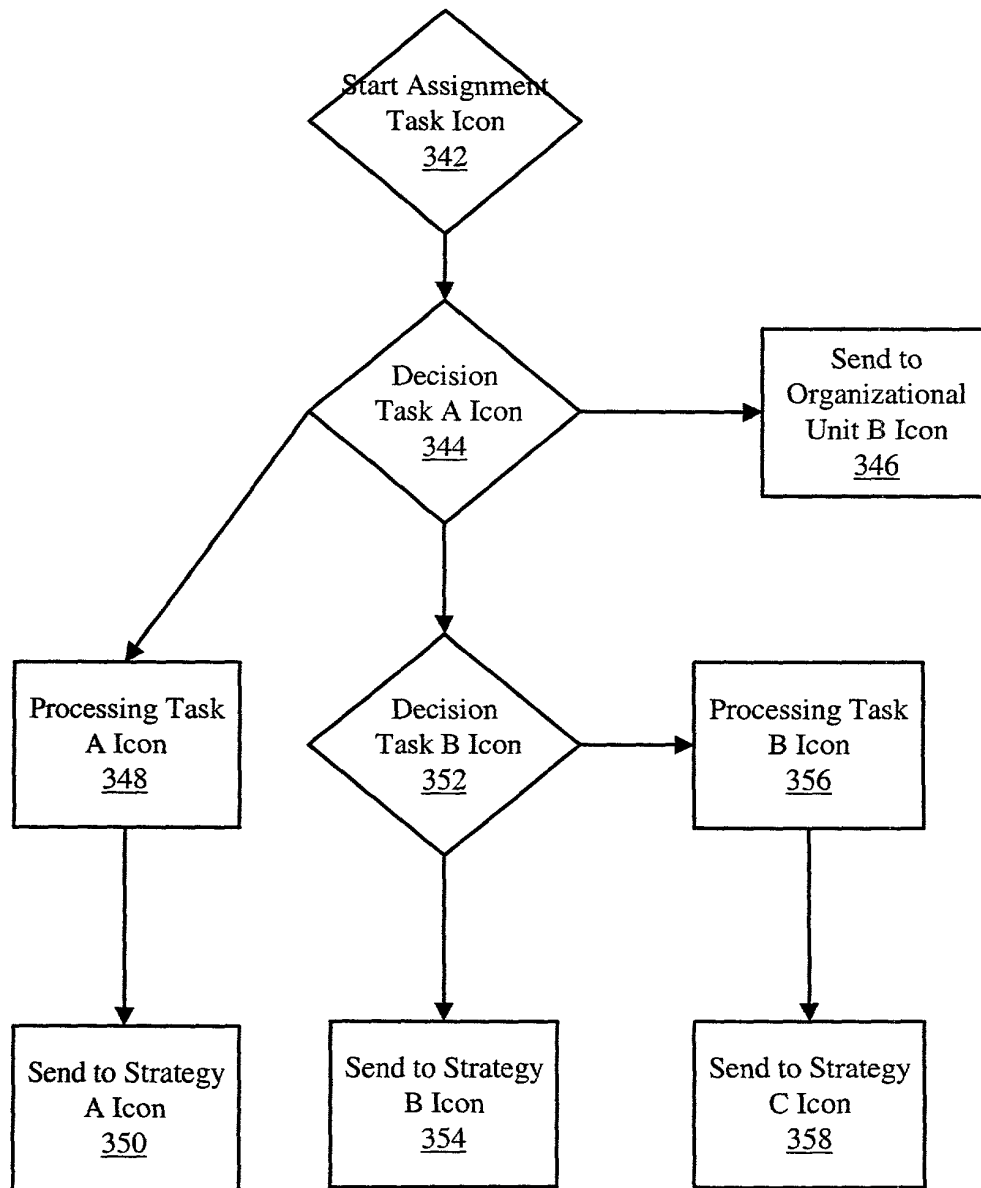 Start Assignment
Task Icon
342
Decision
Task A Icon
344
Send to
Organizational
Unit B Icon
346
Processing Task
A Icon
348
Decision
Task B Icon
352
Processing Task
B Icon
356
Send to Strategy
A Icon
350
Send to Strategy
B Icon
354
Send to Strategy
C Icon
358